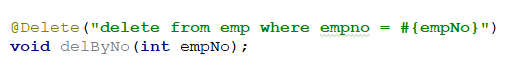 @Delete("delete from emp where empno = #{empNo}")
void delByNo(int empNo);